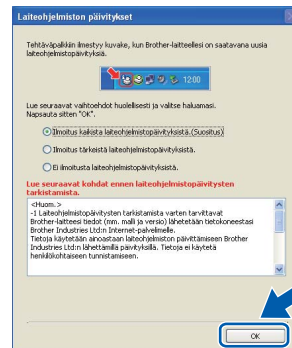 Laiteohjelmiston päivitykset
Tehtäväpalkkiin ilmestyy kuvake, kun Brother-laitteellesi on saatavana uusia
laiteohjelmistopäivityksiä.
12:00
Lue seuraavat vaihtoehdot huolellisesti ja valitse haluamasi.
Napsauta sitten "OK".
Ilmoitus kaikista laiteohjelmistopäivityksistä.(Suositus)
Ilmoitus tärkeistä laiteohjelmistopäivityksistä.
Ei ilmoitusta laiteohjelmistopäivityksistä.
Lue seuraavat kohdat ennen laiteohjelmistopäivitysten
tarkistamista.
<Huom.>
-1 Laiteohjelmistopäivitysten tarkistamista varten tarvittavat
Brother-laitteesi tiedot (mm. malli ja versio) lähetetään tietokoneestasi
Brother Industries Ltd:n Internet-palvelimelle.
Tietoja käytetään ainoastaan laiteohjelmiston päivittämiseen Brother
Industries Ltd:n lähettämillä päivityksillä. Tietoja ei käytetä
henkilökohtaiseen tunnistamiseen.
OK